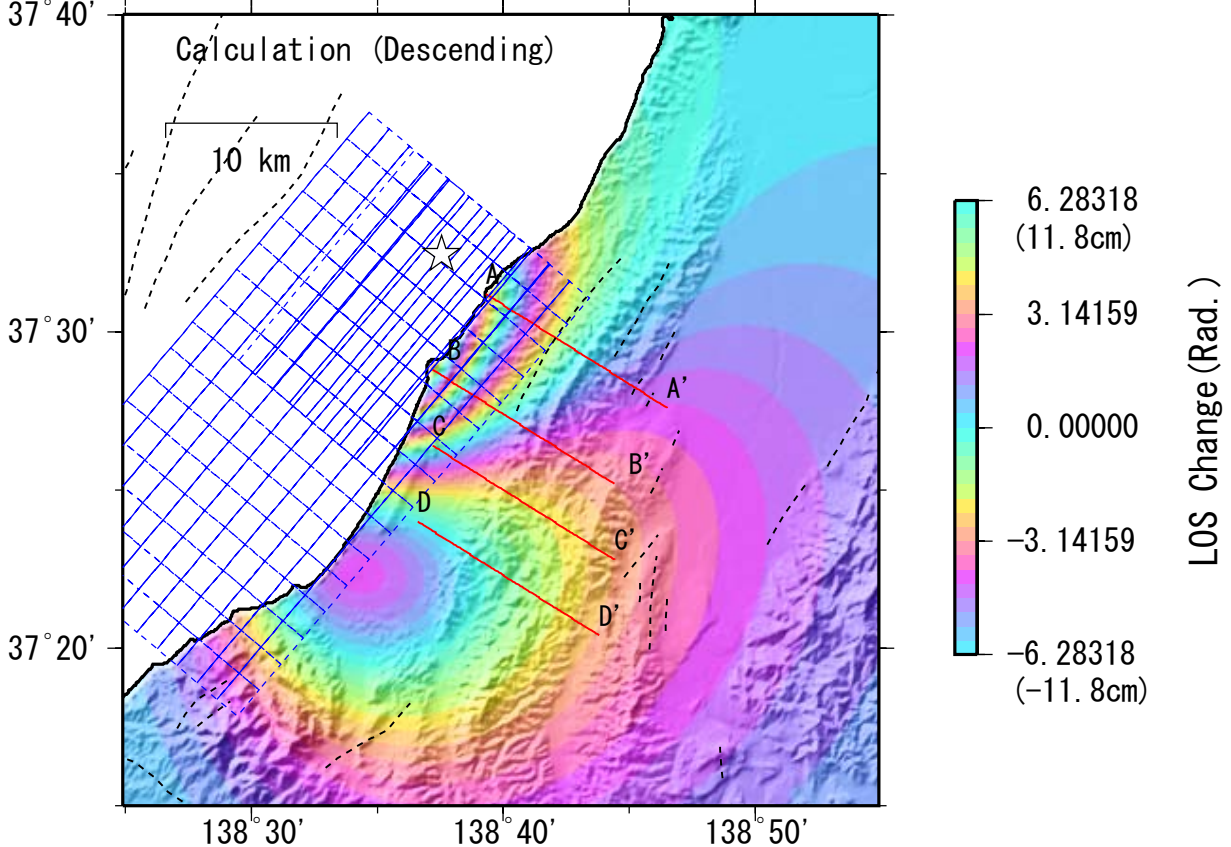 37°40'
Calculation (Descending)
10 km
37°30'
37°20'
A
B
C
D
A'
B'
C'
D'
138°30'
138°40'
138°50'
6.28318
(11.8cm)
3.14159
0.00000
-3.14159
-6.28318
(-11.8cm)
LOS Change(Rad.)